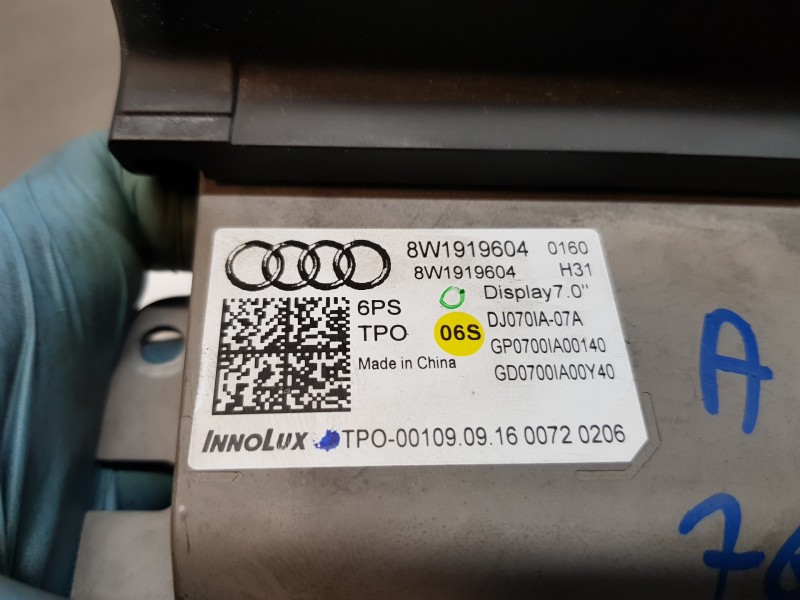 8W1919604 0160
8W1919604 H31
Display7.0"
6PS
TPO 06S DJ070IA-07A
GP0700IA00140
Made in China
GD0700IA00Y40
INNOLUX TPO-00109.09.16 0072 0206
A